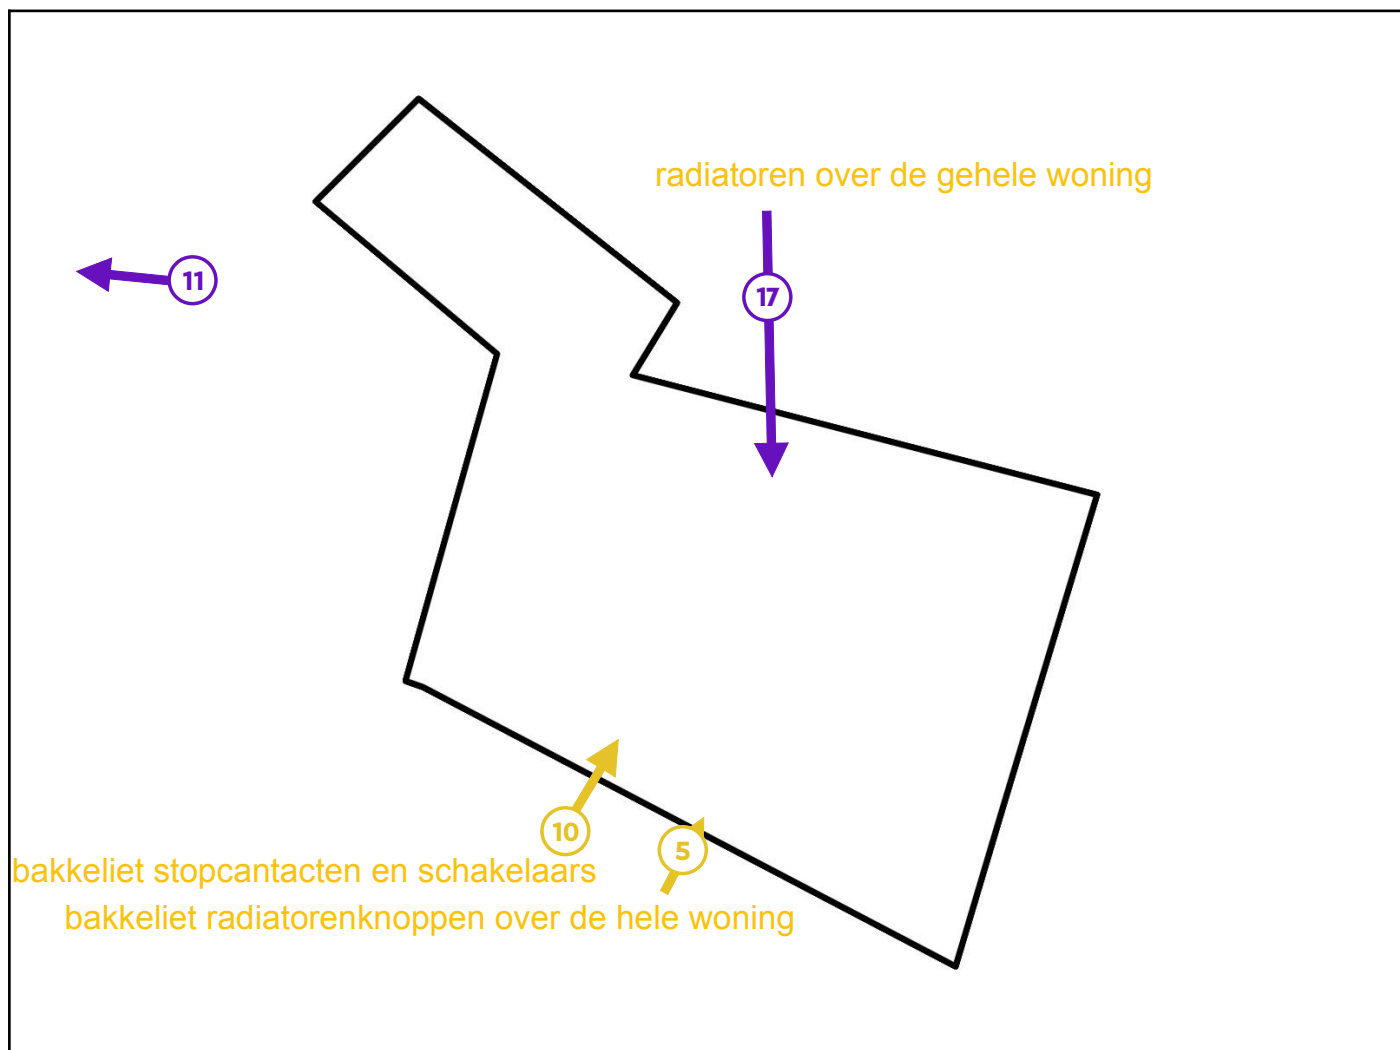 radiatoren over de gehele woning
11
17
10
5
bakkeliet stopcantacten en schakelaars
bakkeliet radiatorenknoppen over de hele woning